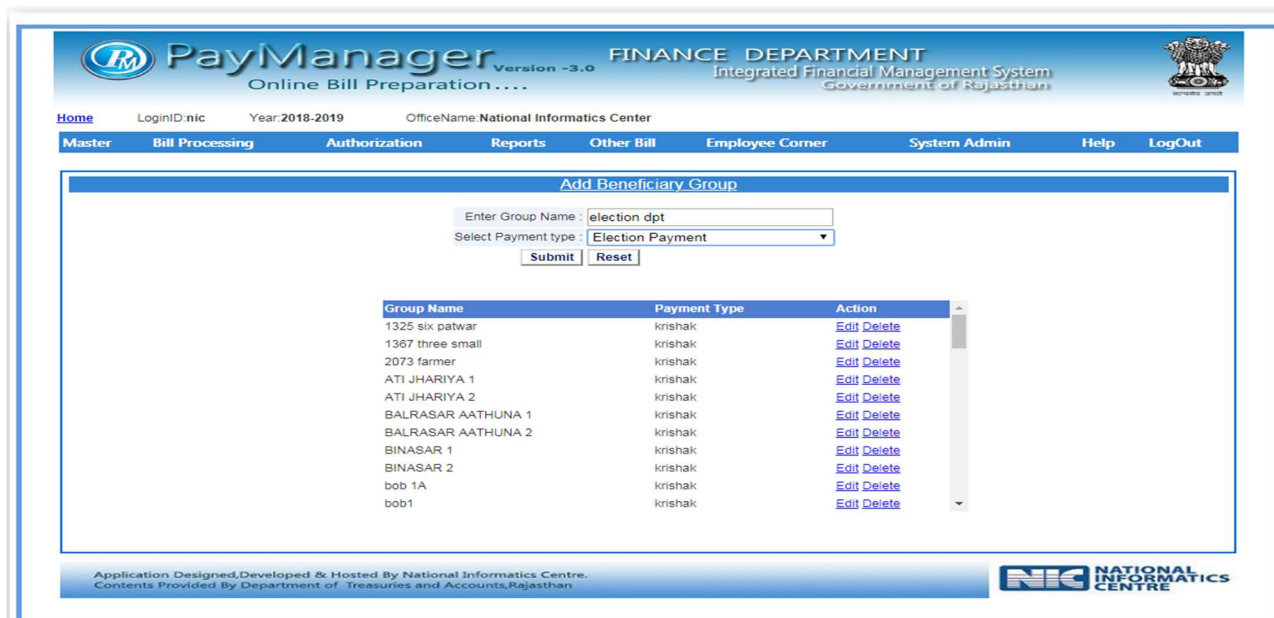 PM PayManager Version -3.0 FINANCE DEPARTMENT
Integrated Financial Management System
Online Bill Preparation.... Government of Rajasthan
सत्यमेव जयते
Home LoginID:nic Year:2018-2019 OfficeName:National Informatics Center
Master Bill Processing Authorization Reports Other Bill Employee Corner System Admin Help LogOut
Add Beneficiary Group
Enter Group Name : election dpt
Select Payment type : Election Payment
Submit Reset
Group Name Payment Type Action
1325 six patwar krishak Edit Delete
1367 three small krishak Edit Delete
2073 farmer krishak Edit Delete
ATI JHARIYA 1 krishak Edit Delete
ATI JHARIYA 2 krishak Edit Delete
BALRASAR AATHUNA 1 krishak Edit Delete
BALRASAR AATHUNA 2 krishak Edit Delete
BINASAR 1 krishak Edit Delete
BINASAR 2 krishak Edit Delete
bob 1A krishak Edit Delete
bob1 krishak Edit Delete
Application Designed,Developed & Hosted By National Informatics Centre.
Contents Provided By Department of Treasuries and Accounts,Rajasthan
NIC NATIONAL INFORMATICS CENTRE